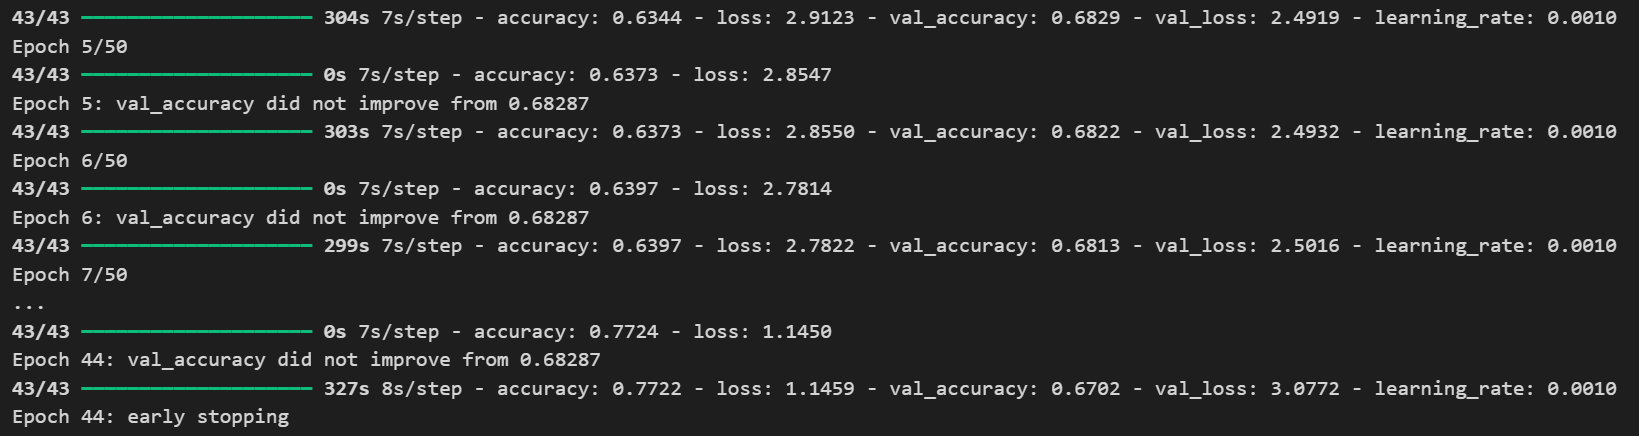 43/43 ━━━━━━━━━━━━━━━━━━━━ 304s 7s/step - accuracy: 0.6344 - loss: 2.9123 - val_accuracy: 0.6829 - val_loss: 2.4919 - learning_rate: 0.0010
Epoch 5/50
43/43 ━━━━━━━━━━━━━━━━━━━━ 0s 7s/step - accuracy: 0.6373 - loss: 2.8547
Epoch 5: val_accuracy did not improve from 0.68287
43/43 ━━━━━━━━━━━━━━━━━━━━ 303s 7s/step - accuracy: 0.6373 - loss: 2.8550 - val_accuracy: 0.6822 - val_loss: 2.4932 - learning_rate: 0.0010
Epoch 6/50
43/43 ━━━━━━━━━━━━━━━━━━━━ 0s 7s/step - accuracy: 0.6397 - loss: 2.7814
Epoch 6: val_accuracy did not improve from 0.68287
43/43 ━━━━━━━━━━━━━━━━━━━━ 299s 7s/step - accuracy: 0.6397 - loss: 2.7822 - val_accuracy: 0.6813 - val_loss: 2.5016 - learning_rate: 0.0010
Epoch 7/50
...
43/43 ━━━━━━━━━━━━━━━━━━━━ 0s 7s/step - accuracy: 0.7724 - loss: 1.1450
Epoch 44: val_accuracy did not improve from 0.68287
43/43 ━━━━━━━━━━━━━━━━━━━━ 327s 8s/step - accuracy: 0.7722 - loss: 1.1459 - val_accuracy: 0.6702 - val_loss: 3.0772 - learning_rate: 0.0010
Epoch 44: early stopping